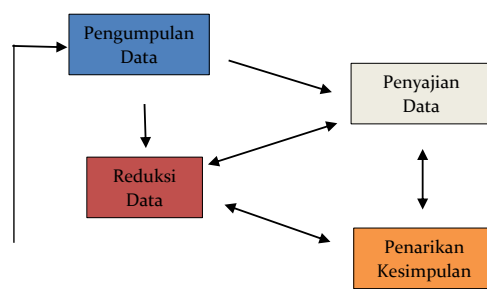 Pengumpulan
Data
Penyajian
Data
Reduksi
Data
Penarikan
Kesimpulan